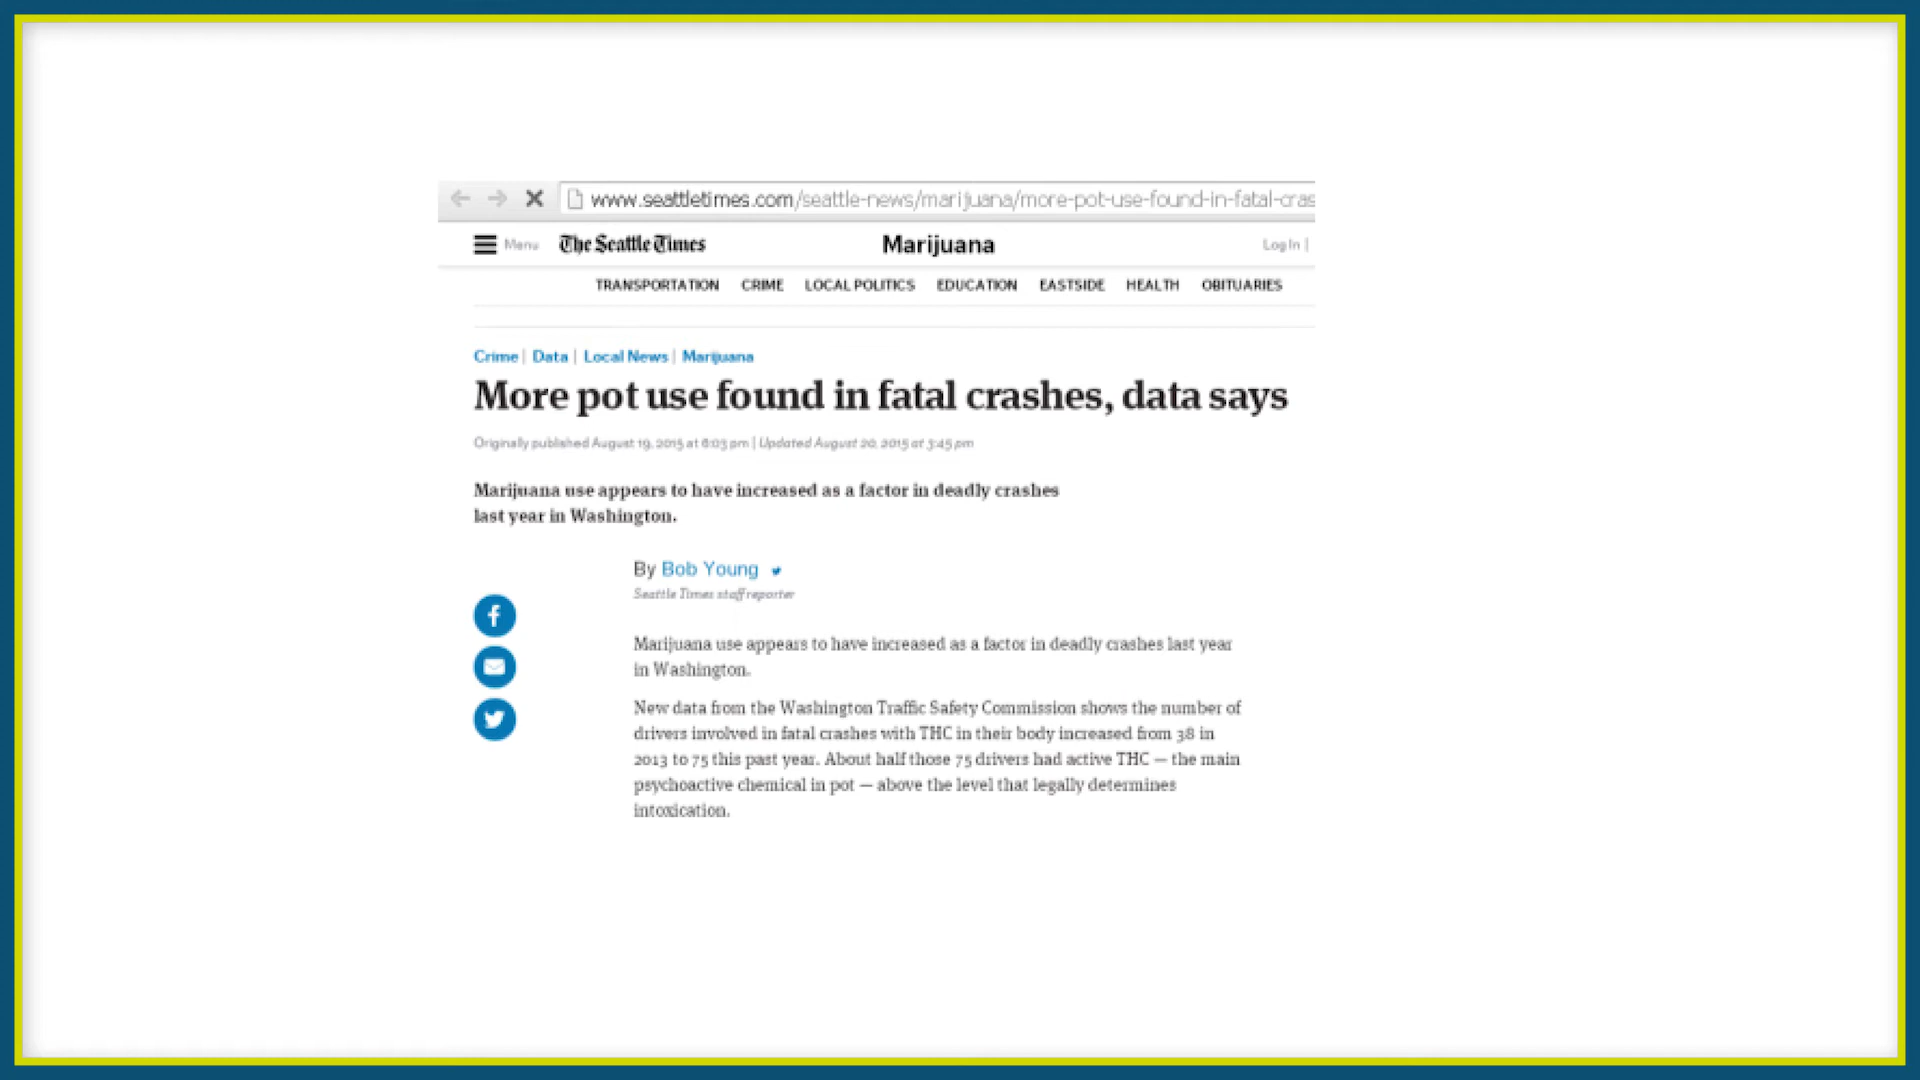 www.seattletimes.com/seattle-news/marijuana/more-pot-use-found-in-fatal-cras
Menu The Seattle Times Marijuana Log In |
TRANSPORTATION CRIME LOCAL POLITICS EDUCATION EASTSIDE HEALTH OBITUARIES
Crime | Data | Local News | Marijuana
More pot use found in fatal crashes, data says
Originally published August 19, 2015 at 6:03 pm | Updated August 20, 2015 at 3:45 pm
Marijuana use appears to have increased as a factor in deadly crashes
last year in Washington.
By Bob Young
Seattle Times staff reporter
Marijuana use appears to have increased as a factor in deadly crashes last year
in Washington.
New data from the Washington Traffic Safety Commission shows the number of
drivers involved in fatal crashes with THC in their body increased from 38 in
2013 to 75 this past year. About half those 75 drivers had active THC — the main
psychoactive chemical in pot — above the level that legally determines
intoxication.